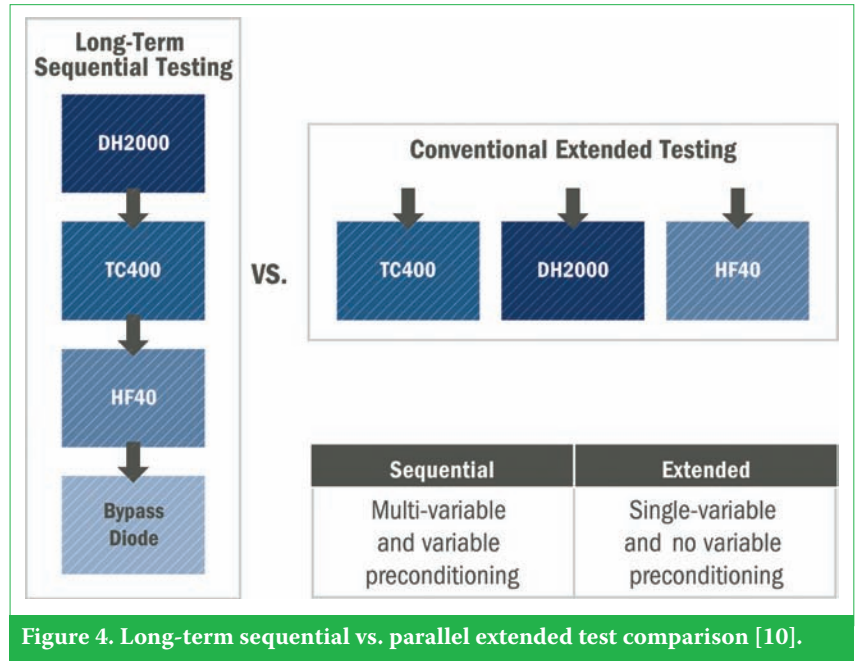 Long-Term
Sequential Testing
DH2000
TC400
HF40
Bypass
Diode
VS.
Conventional Extended Testing
TC400
DH2000
HF40
Sequential
Extended
Multi-variable
and variable
preconditioning
Single-variable
and no variable
preconditioning
Figure 4. Long-term sequential vs. parallel extended test comparison [10].